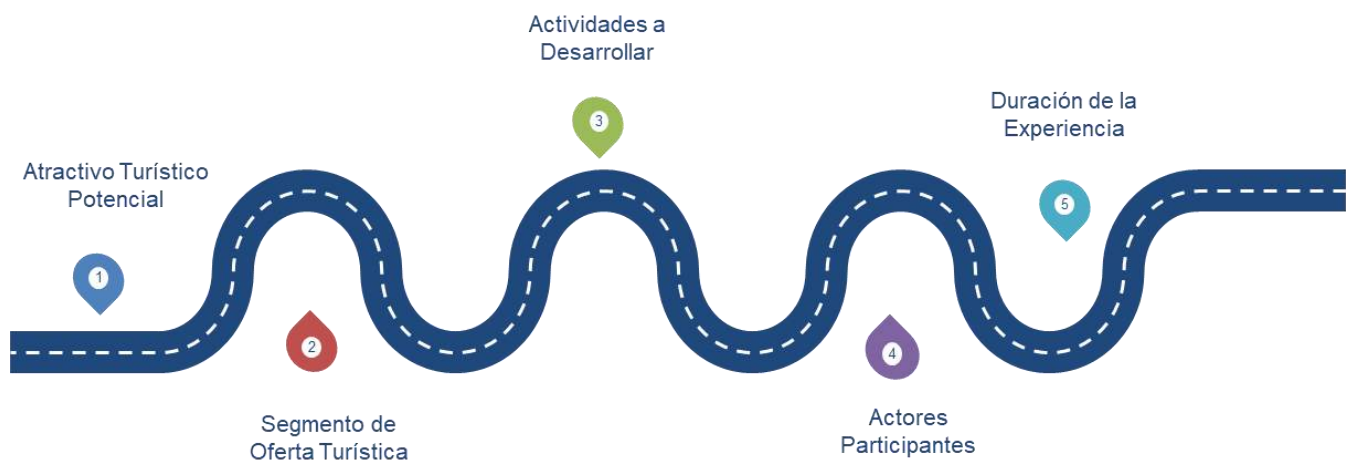 Atractivo Turístico
Potencial
1
2
Segmento de
Oferta Turística
Actividades a
Desarrollar
3
4
Actores
Participantes
Duración de la
Experiencia
5